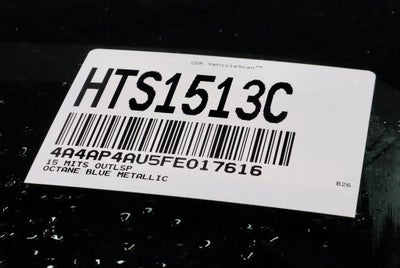 CDK VehicleScan™
HTS1513C
4A4AP4AU5FE017616
15 MITS OUTLSP
OCTANE BLUE METALLIC
B26